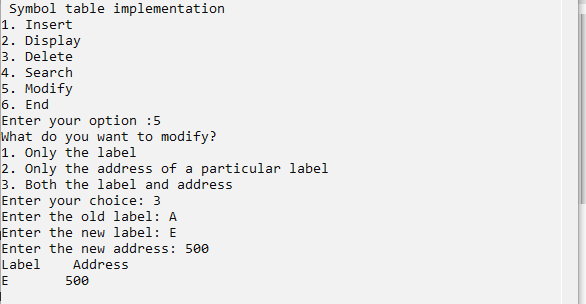 Symbol table implementation
1. Insert
2. Display
3. Delete
4. Search
5. Modify
6. End
Enter your option :5
What do you want to modify?
1. Only the label
2. Only the address of a particular label
3. Both the label and address
Enter your choice: 3
Enter the old label: A
Enter the new label: E
Enter the new address: 500
Label    Address
E       500